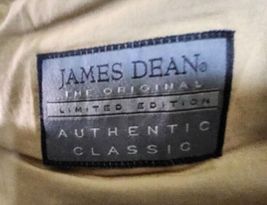 JAMES DEAN®
THE ORIGINAL
LIMITED EDITION
AUTHENTIC
CLASSIC